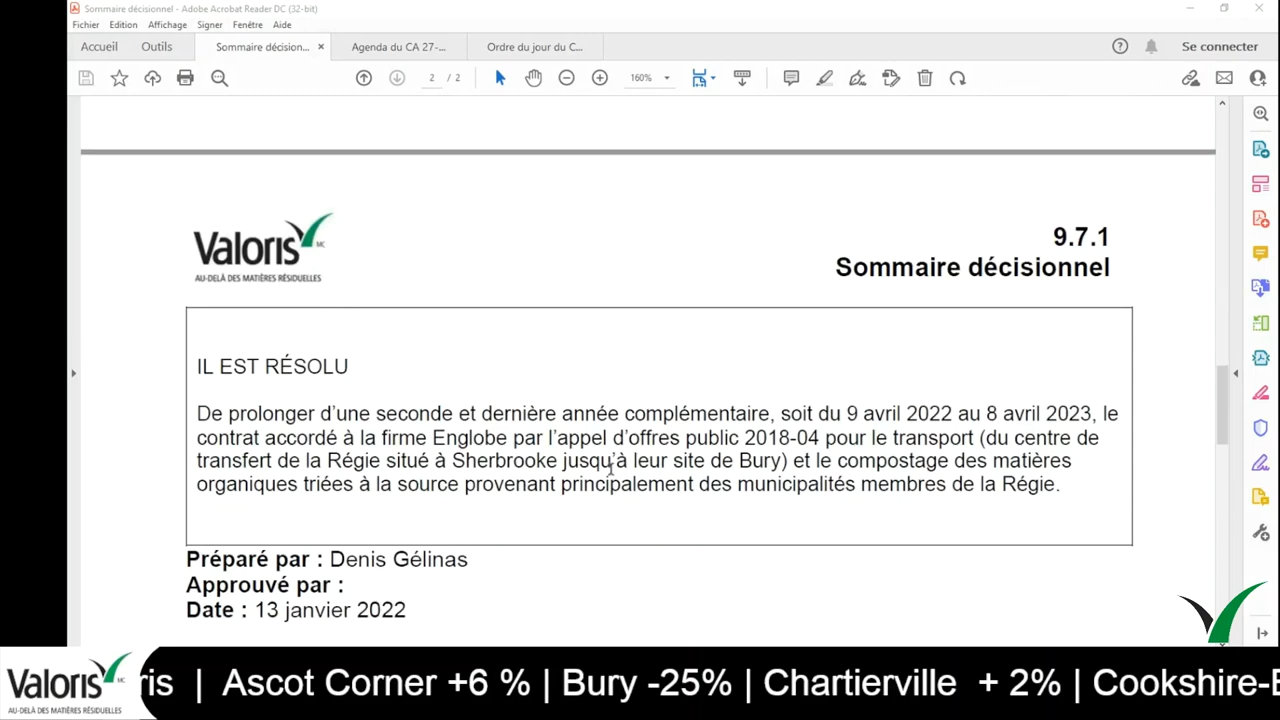 Sommaire décisionnel - Adobe Acrobat Reader DC (32-bit)
Fichier Edition Affichage Signer Fenêtre Aide
Accueil Outils Sommaire décision... × Agenda du CA 27-... Ordre du jour du C... Se connecter
2 / 2 160%
Valoris MC
AU-DELÀ DES MATIÈRES RÉSIDUELLES
9.7.1
Sommaire décisionnel
IL EST RÉSOLU
De prolonger d'une seconde et dernière année complémentaire, soit du 9 avril 2022 au 8 avril 2023, le
contrat accordé à la firme Englobe par l'appel d'offres public 2018-04 pour le transport (du centre de
transfert de la Régie situé à Sherbrooke jusqu'à leur site de Bury) et le compostage des matières
organiques triées à la source provenant principalement des municipalités membres de la Régie.
Préparé par : Denis Gélinas
Approuvé par :
Date : 13 janvier 2022
Valoris MC
AU-DELÀ DES MATIÈRES RÉSIDUELLES
ris | Ascot Corner +6 % | Bury -25% | Chartierville + 2% | Cookshire-E